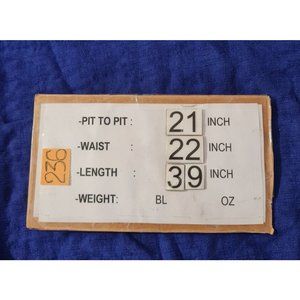 -PIT TO PIT : 21 INCH
-WAIST : 22 INCH
-LENGTH : 39 INCH
-WEIGHT: BL OZ
236